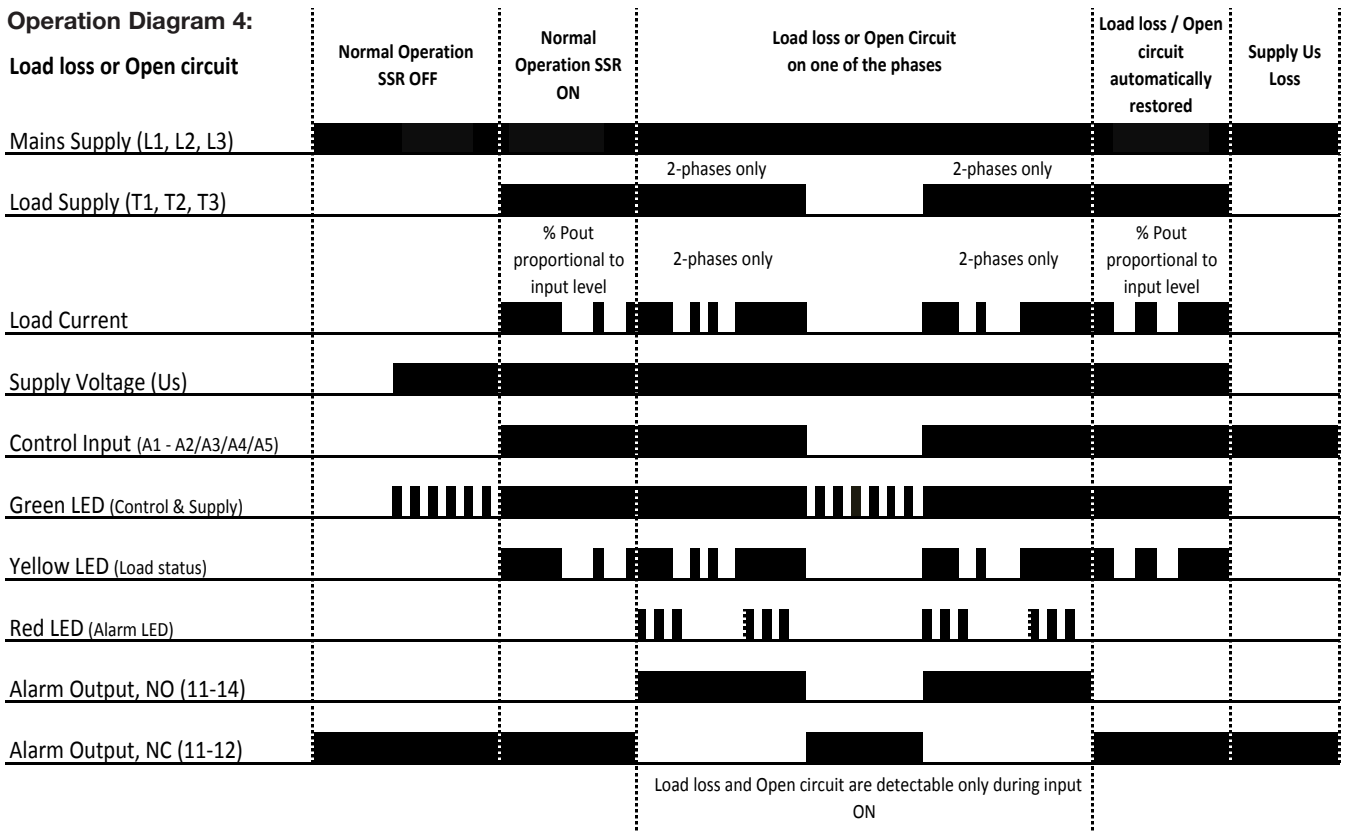 Operation Diagram 4:
Load loss or Open circuit
Normal Operation
SSR OFF
Normal
Operation SSR
ON
Load loss or Open Circuit
on one of the phases
Load loss / Open
circuit
automatically
restored
Supply Us
Loss
Mains Supply (L1, L2, L3)
2-phases only
2-phases only
Load Supply (T1, T2, T3)
% Pout
proportional to
input level
2-phases only
2-phases only
% Pout
proportional to
input level
Load Current
Supply Voltage (Us)
Control Input (A1 - A2/A3/A4/A5)
Green LED (Control & Supply)
Yellow LED (Load status)
Red LED (Alarm LED)
Alarm Output, NO (11-14)
Alarm Output, NC (11-12)
Load loss and Open circuit are detectable only during input
ON